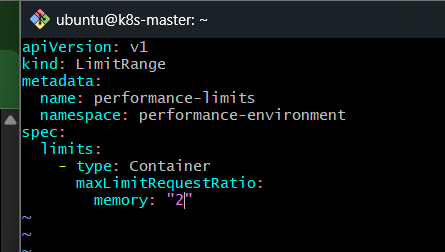 ubuntu@k8s-master: ~
apiVersion: v1
kind: LimitRange
metadata:
  name: performance-limits
  namespace: performance-environment
spec:
  limits:
    - type: Container
      maxLimitRequestRatio:
        memory: "2"
~
~
~